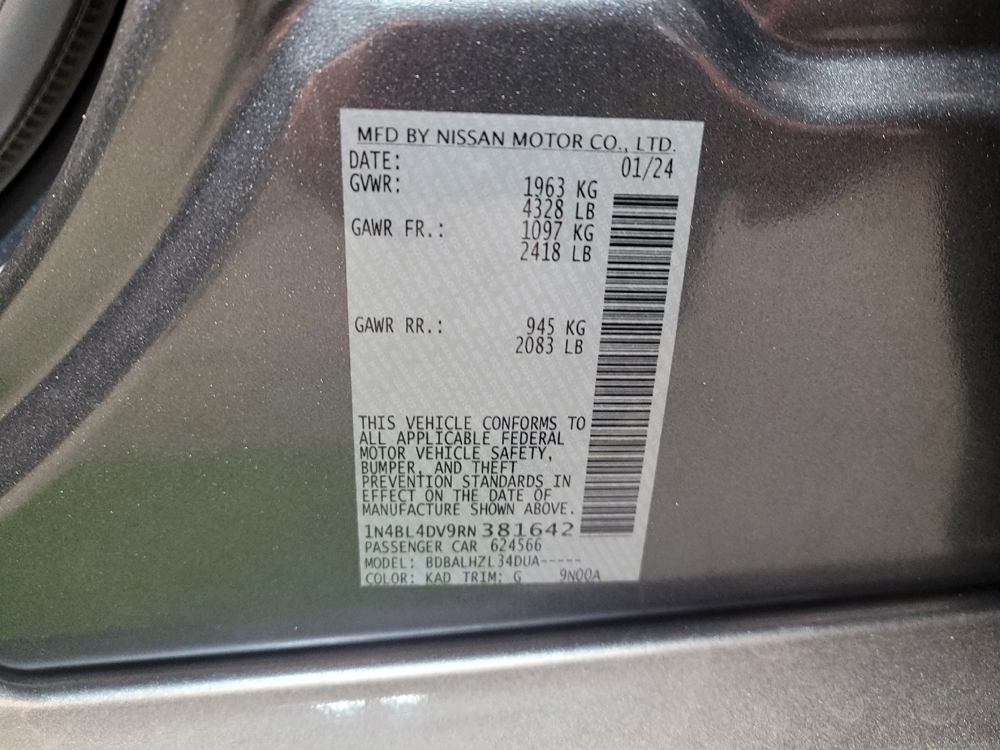 MFD BY NISSAN MOTOR CO., LTD.
DATE: 01/24
GVWR: 1963 KG
4328 LB
GAWR FR.: 1097 KG
2418 LB
GAWR RR.: 945 KG
2083 LB
THIS VEHICLE CONFORMS TO
ALL APPLICABLE FEDERAL
MOTOR VEHICLE SAFETY,
BUMPER, AND THEFT
PREVENTION STANDARDS IN
EFFECT ON THE DATE OF
MANUFACTURE SHOWN ABOVE.
1N4BL4DV9RN381642
PASSENGER CAR 624566
MODEL: BDBALHZL34DUA-----
COLOR: KAD TRIM: G 9N00A